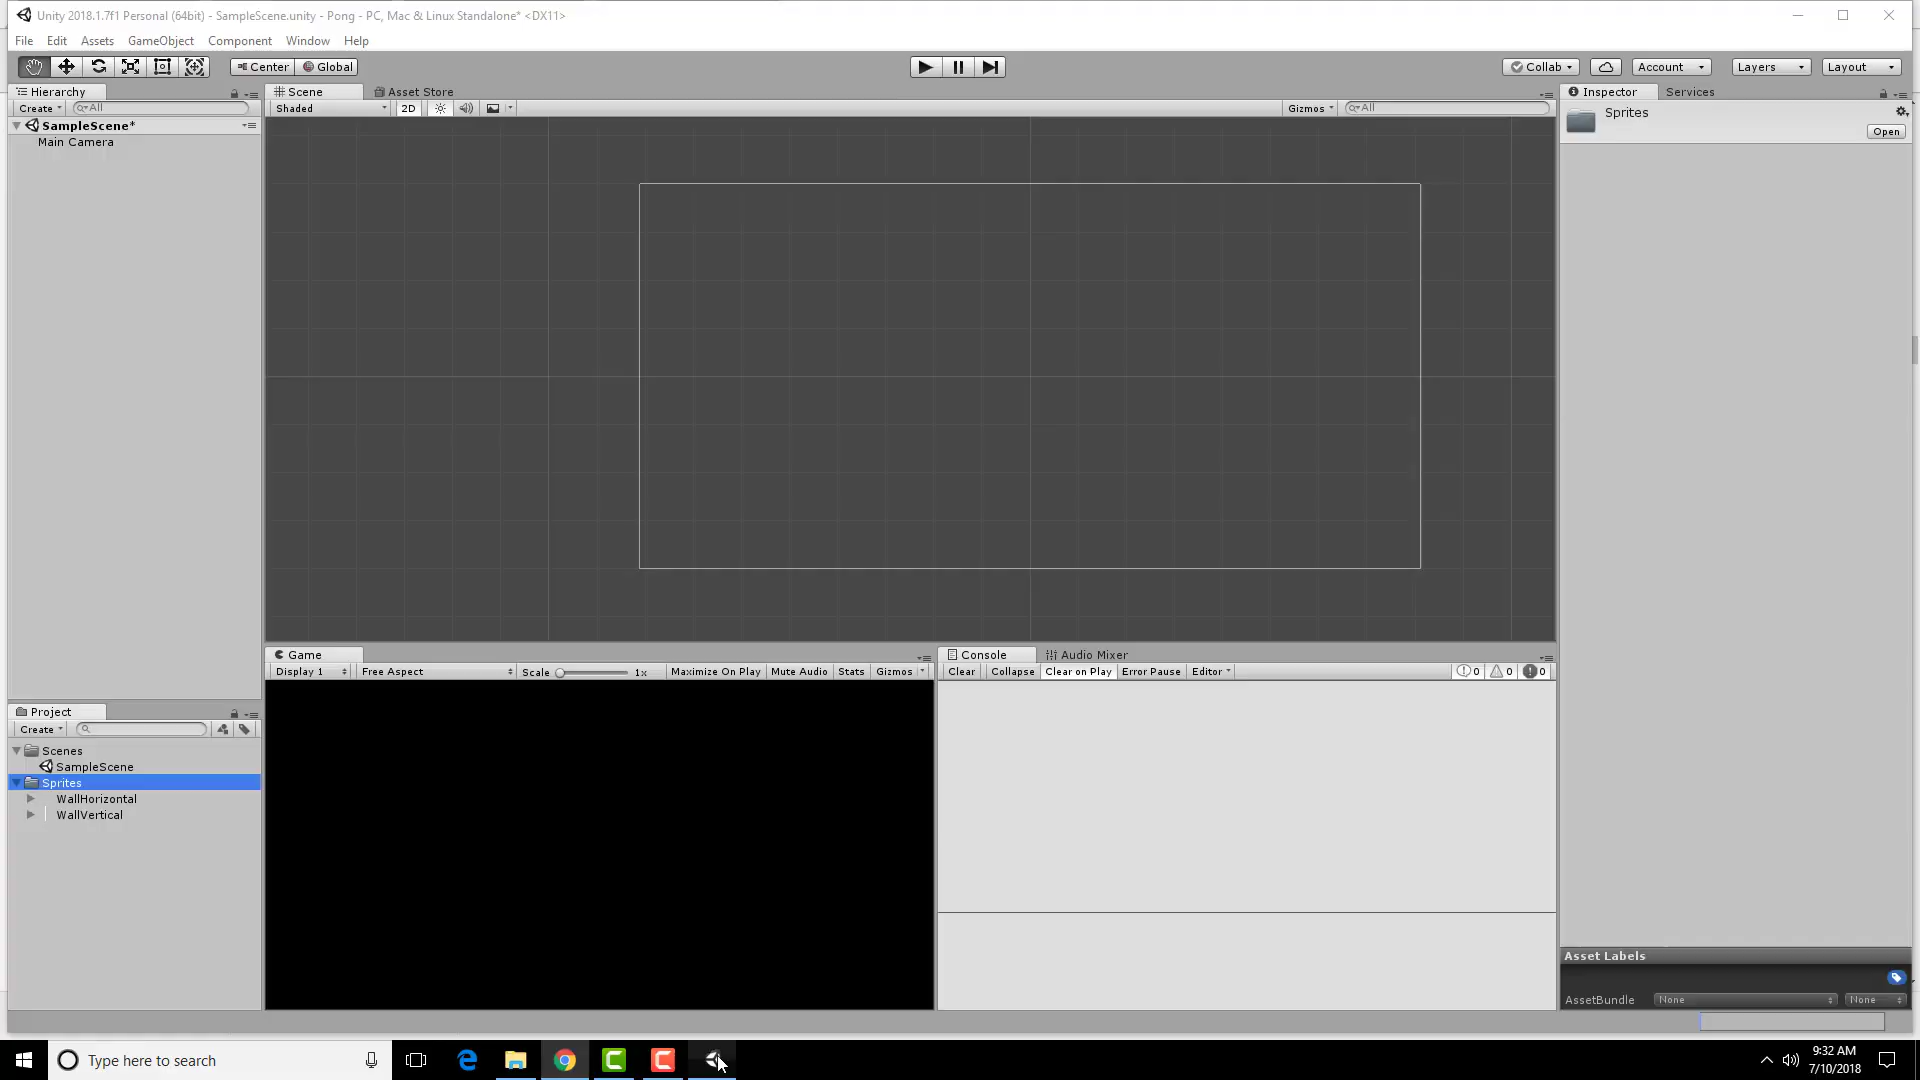 Unity 2018.1.7f1 Personal (64bit) - SampleScene.unity - Pong - PC, Mac & Linux Standalone* <DX11>
File Edit Assets GameObject Component Window Help
Center Global Collab Account Layers Layout
Hierarchy Scene Asset Store Inspector Services
Create All Shaded 2D Gizmos All Sprites
Open
SampleScene*
Main Camera
Game Console Audio Mixer
Display 1 Free Aspect Scale 1x Maximize On Play Mute Audio Stats Gizmos Clear Collapse Clear on Play Error Pause Editor 0 0 0
Project
Create
Scenes
SampleScene
Sprites
WallHorizontal
WallVertical
Asset Labels
AssetBundle None None
Type here to search
9:32 AM
7/10/2018